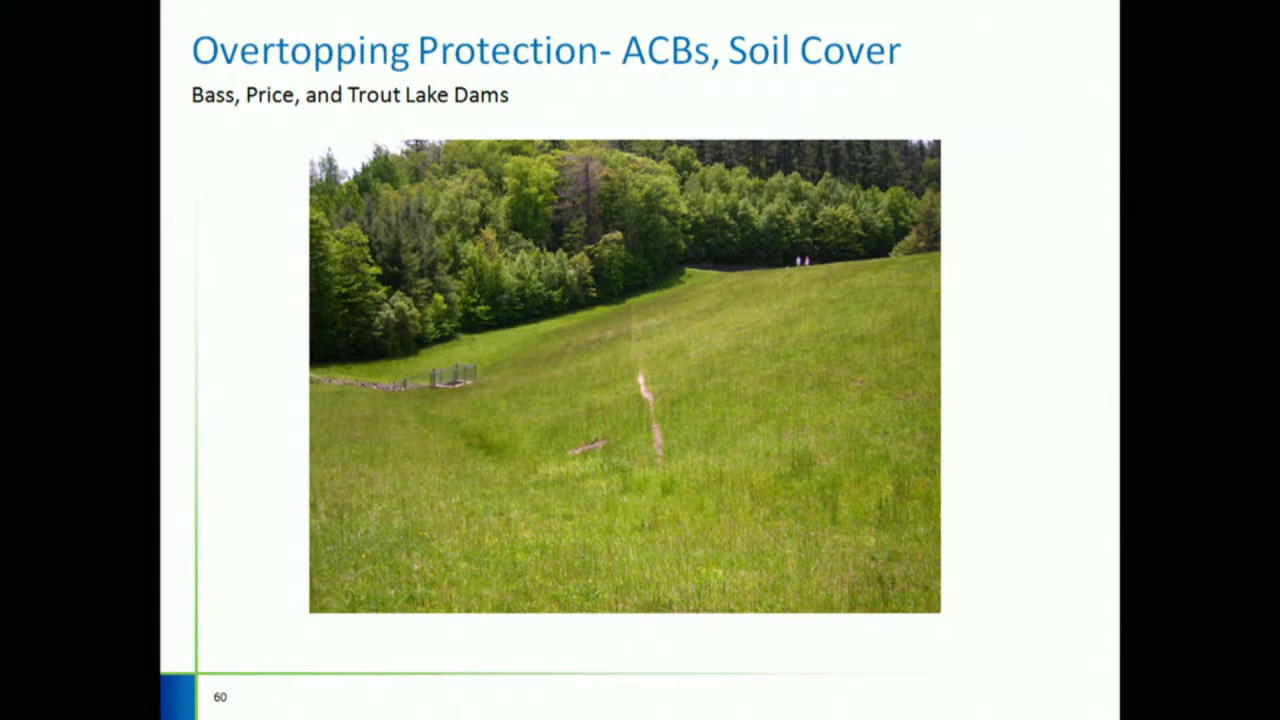 Overtopping Protection- ACBs, Soil Cover
Bass, Price, and Trout Lake Dams
60